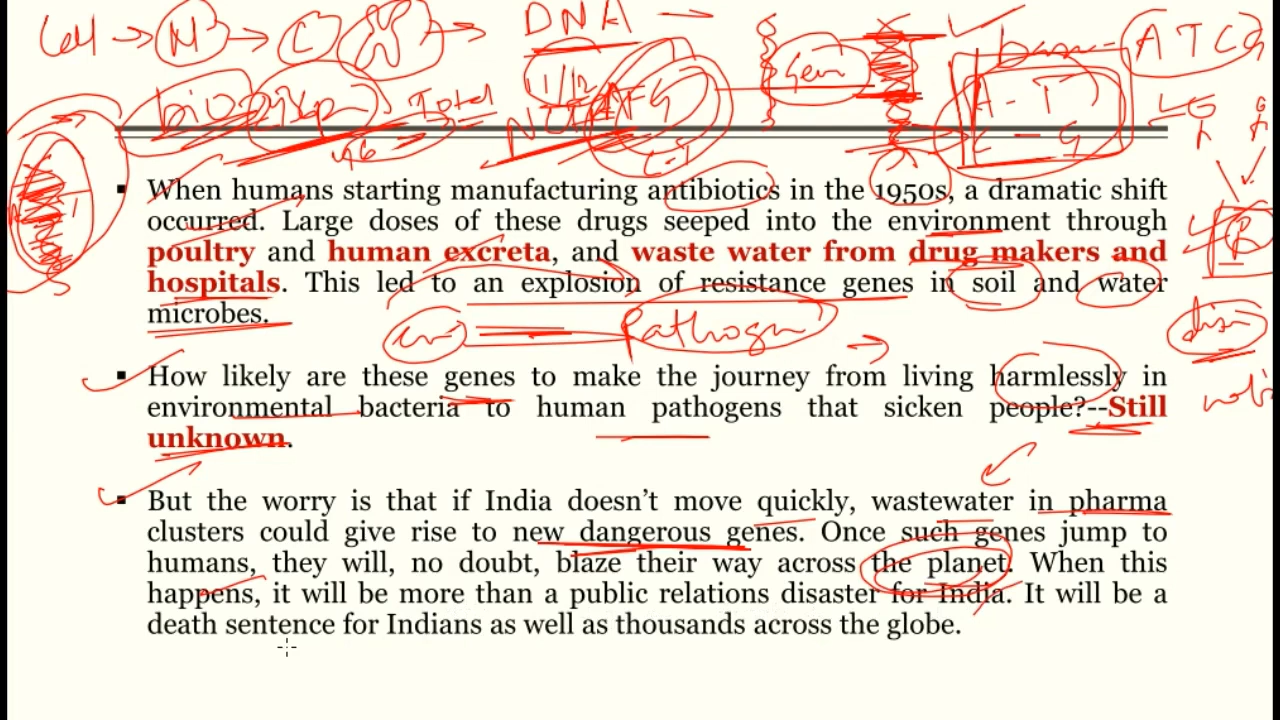 Cell → N → C →
DNA →
base - ATCG
Gen
A - T
C - G
1/12
Total
▪ When humans starting manufacturing antibiotics in the 1950s, a dramatic shift
occurred. Large doses of these drugs seeped into the environment through
poultry and human excreta, and waste water from drug makers and
hospitals. This led to an explosion of resistance genes in soil and water
microbes.
Pathogn
▪ How likely are these genes to make the journey from living harmlessly in
environmental bacteria to human pathogens that sicken people?--Still
unknown.
▪ But the worry is that if India doesn't move quickly, wastewater in pharma
clusters could give rise to new dangerous genes. Once such genes jump to
humans, they will, no doubt, blaze their way across the planet. When this
happens, it will be more than a public relations disaster for India. It will be a
death sentence for Indians as well as thousands across the globe.